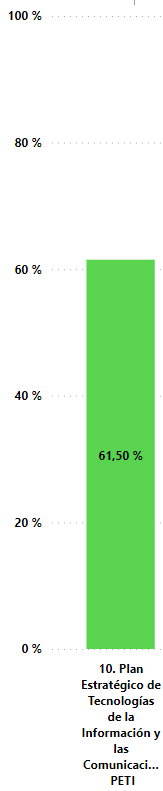 100 %
80 %
60 %
40 %
20 %
0 %
61,50 %
10. Plan
Estratégico de
Tecnologías
de la
Información y
las
Comunicaci...
PETI